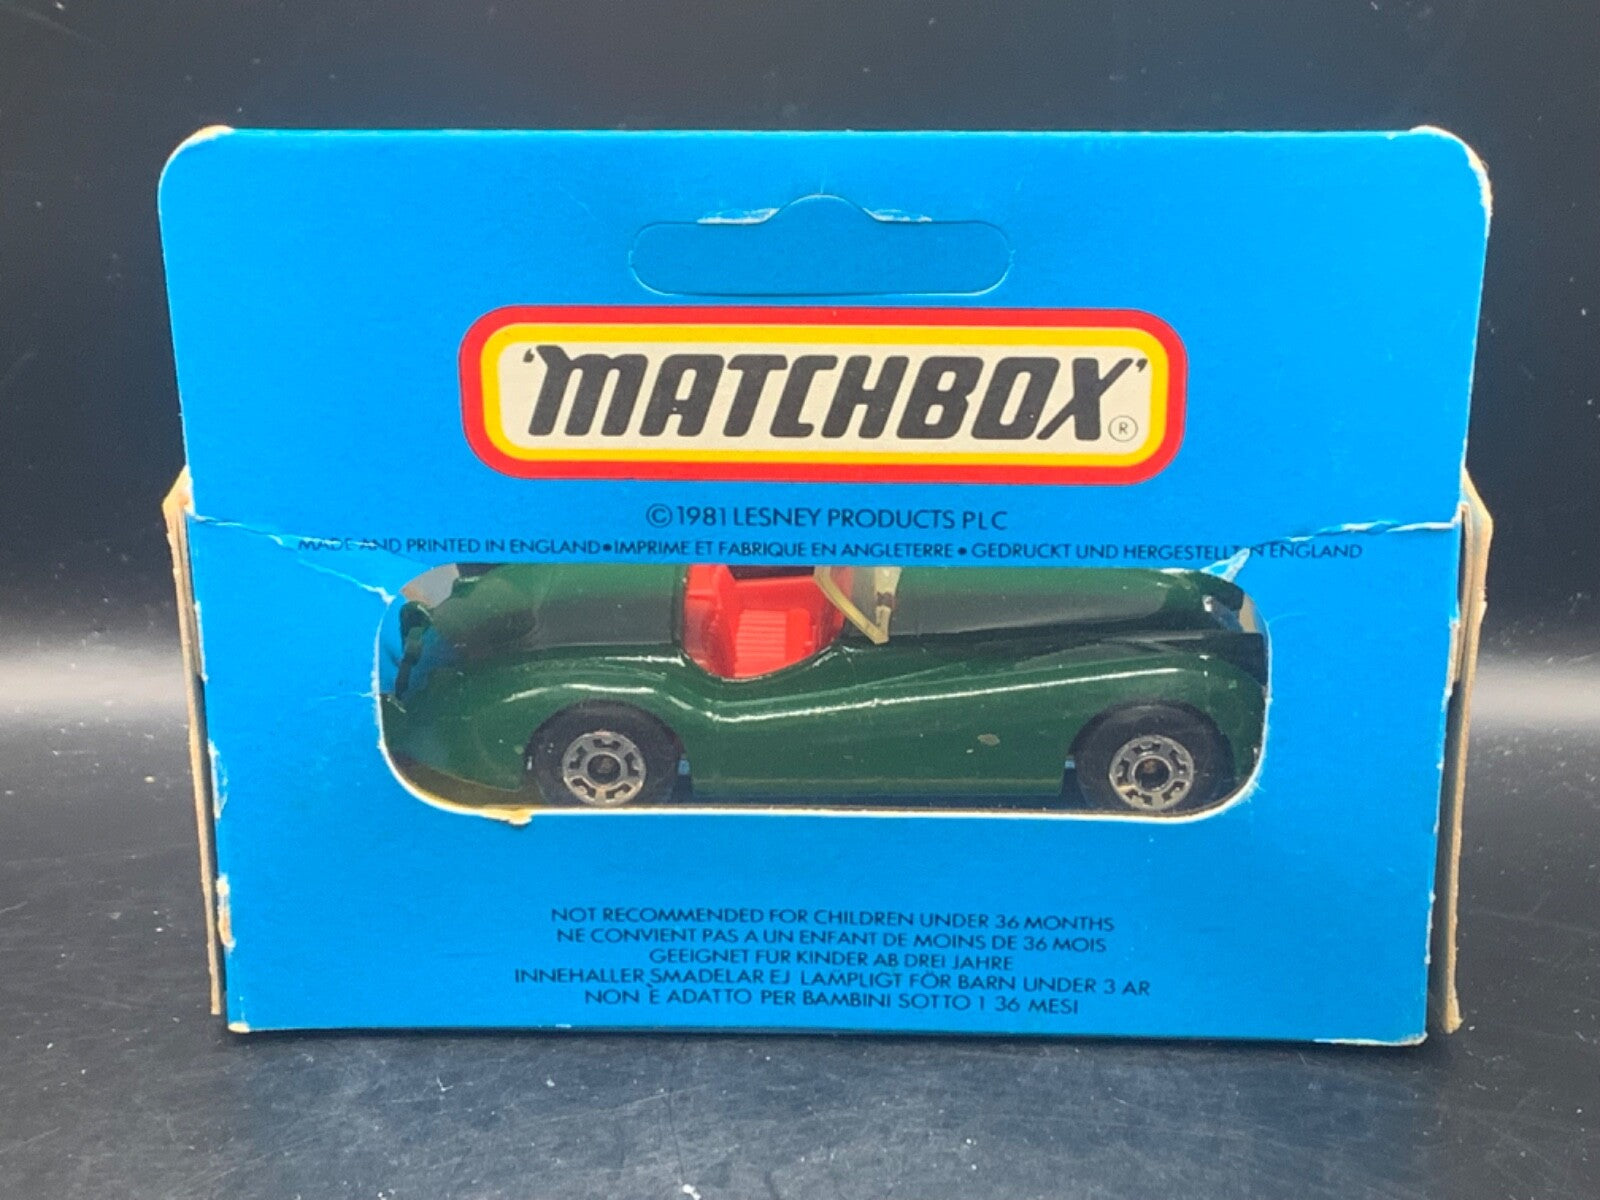 'MATCHBOX'®
©1981 LESNEY PRODUCTS PLC
MADE AND PRINTED IN ENGLAND•IMPRIME ET FABRIQUE EN ANGLETERRE • GEDRUCKT UND HERGESTELLT IN ENGLAND
NOT RECOMMENDED FOR CHILDREN UNDER 36 MONTHS
NE CONVIENT PAS A UN ENFANT DE MOINS DE 36 MOIS
GEEIGNET FUR KINDER AB DREI JAHRE
INNEHALLER SMADELAR EJ LAMPLIGT FÖR BARN UNDER 3 AR
NON È ADATTO PER BAMBINI SOTTO I 36 MESI